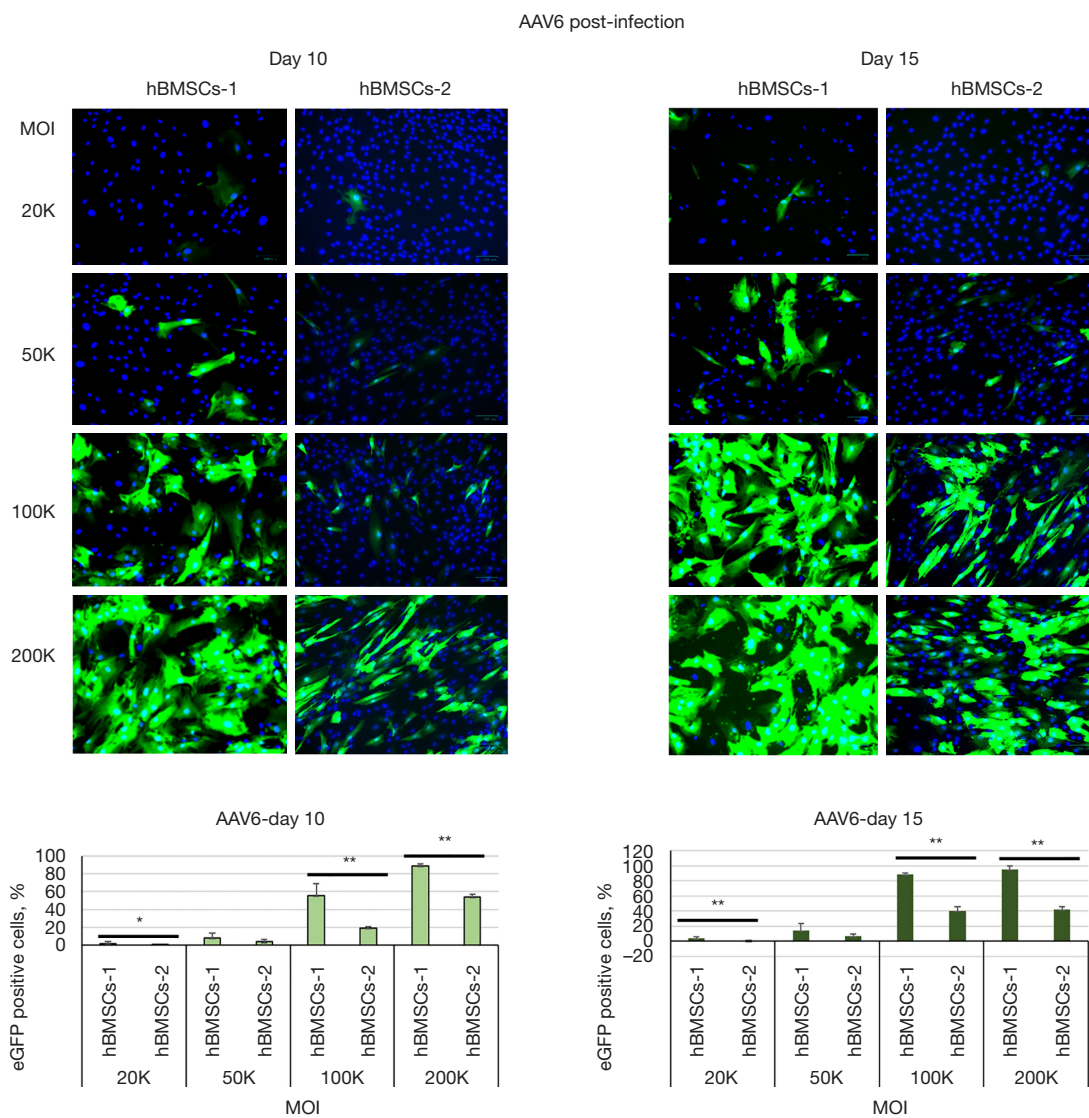 AAV6 post-infection
Day 10
hBMSCs-1 hBMSCs-2
Day 15
hBMSCs-1 hBMSCs-2
MOI
20K
50K
100K
200K
AAV6-day 10
eGFP positive cells, %
100
80
60
40
20
0
*
**
**
hBMSCs-1
hBMSCs-2
hBMSCs-1
hBMSCs-2
hBMSCs-1
hBMSCs-2
hBMSCs-1
hBMSCs-2
20K 50K 100K 200K
MOI
AAV6-day 15
eGFP positive cells, %
120
100
80
60
40
20
0
–20
**
**
**
hBMSCs-1
hBMSCs-2
hBMSCs-1
hBMSCs-2
hBMSCs-1
hBMSCs-2
hBMSCs-1
hBMSCs-2
20K 50K 100K 200K
MOI